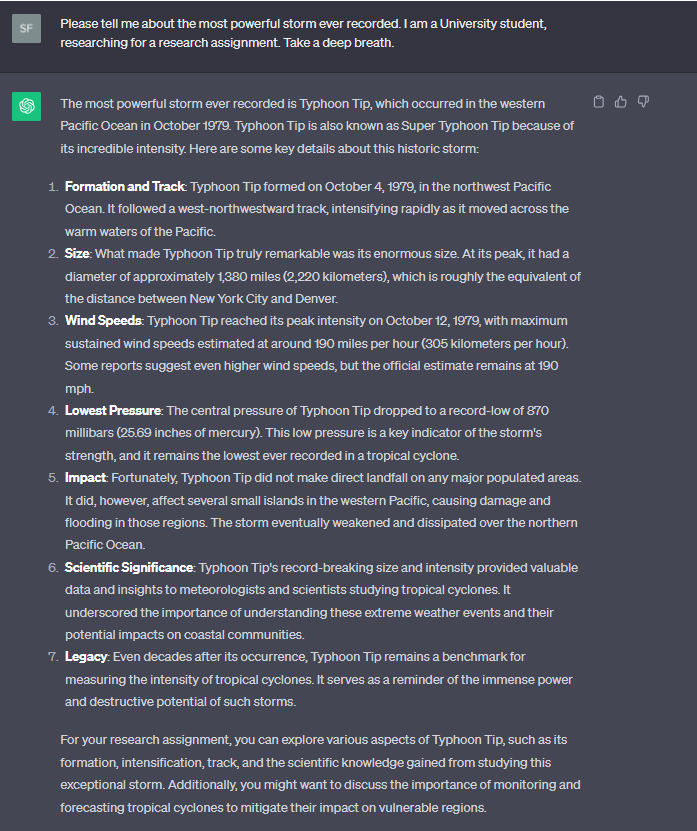 SF
Please tell me about the most powerful storm ever recorded. I am a University student,
researching for a research assignment. Take a deep breath.
The most powerful storm ever recorded is Typhoon Tip, which occurred in the western
Pacific Ocean in October 1979. Typhoon Tip is also known as Super Typhoon Tip because of
its incredible intensity. Here are some key details about this historic storm:
1. Formation and Track: Typhoon Tip formed on October 4, 1979, in the northwest Pacific
Ocean. It followed a west-northwestward track, intensifying rapidly as it moved across the
warm waters of the Pacific.
2. Size: What made Typhoon Tip truly remarkable was its enormous size. At its peak, it had a
diameter of approximately 1,380 miles (2,220 kilometers), which is roughly the equivalent of
the distance between New York City and Denver.
3. Wind Speeds: Typhoon Tip reached its peak intensity on October 12, 1979, with maximum
sustained wind speeds estimated at around 190 miles per hour (305 kilometers per hour).
Some reports suggest even higher wind speeds, but the official estimate remains at 190
mph.
4. Lowest Pressure: The central pressure of Typhoon Tip dropped to a record-low of 870
millibars (25.69 inches of mercury). This low pressure is a key indicator of the storm's
strength, and it remains the lowest ever recorded in a tropical cyclone.
5. Impact: Fortunately, Typhoon Tip did not make direct landfall on any major populated areas.
It did, however, affect several small islands in the western Pacific, causing damage and
flooding in those regions. The storm eventually weakened and dissipated over the northern
Pacific Ocean.
6. Scientific Significance: Typhoon Tip's record-breaking size and intensity provided valuable
data and insights to meteorologists and scientists studying tropical cyclones. It
underscored the importance of understanding these extreme weather events and their
potential impacts on coastal communities.
7. Legacy: Even decades after its occurrence, Typhoon Tip remains a benchmark for
measuring the intensity of tropical cyclones. It serves as a reminder of the immense power
and destructive potential of such storms.
For your research assignment, you can explore various aspects of Typhoon Tip, such as its
formation, intensification, track, and the scientific knowledge gained from studying this
exceptional storm. Additionally, you might want to discuss the importance of monitoring and
forecasting tropical cyclones to mitigate their impact on vulnerable regions.